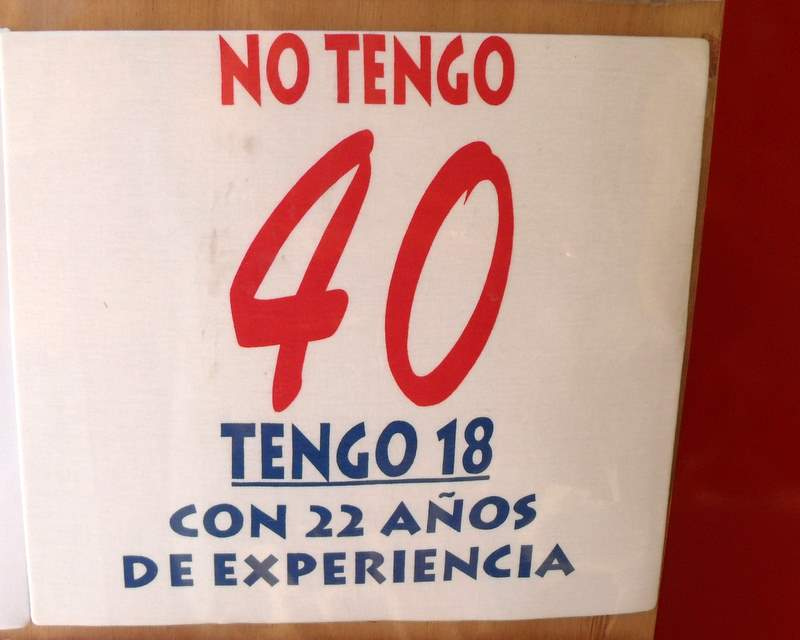 NO TENGO
40
TENGO 18
CON 22 AÑOS
DE EXPERIENCIA